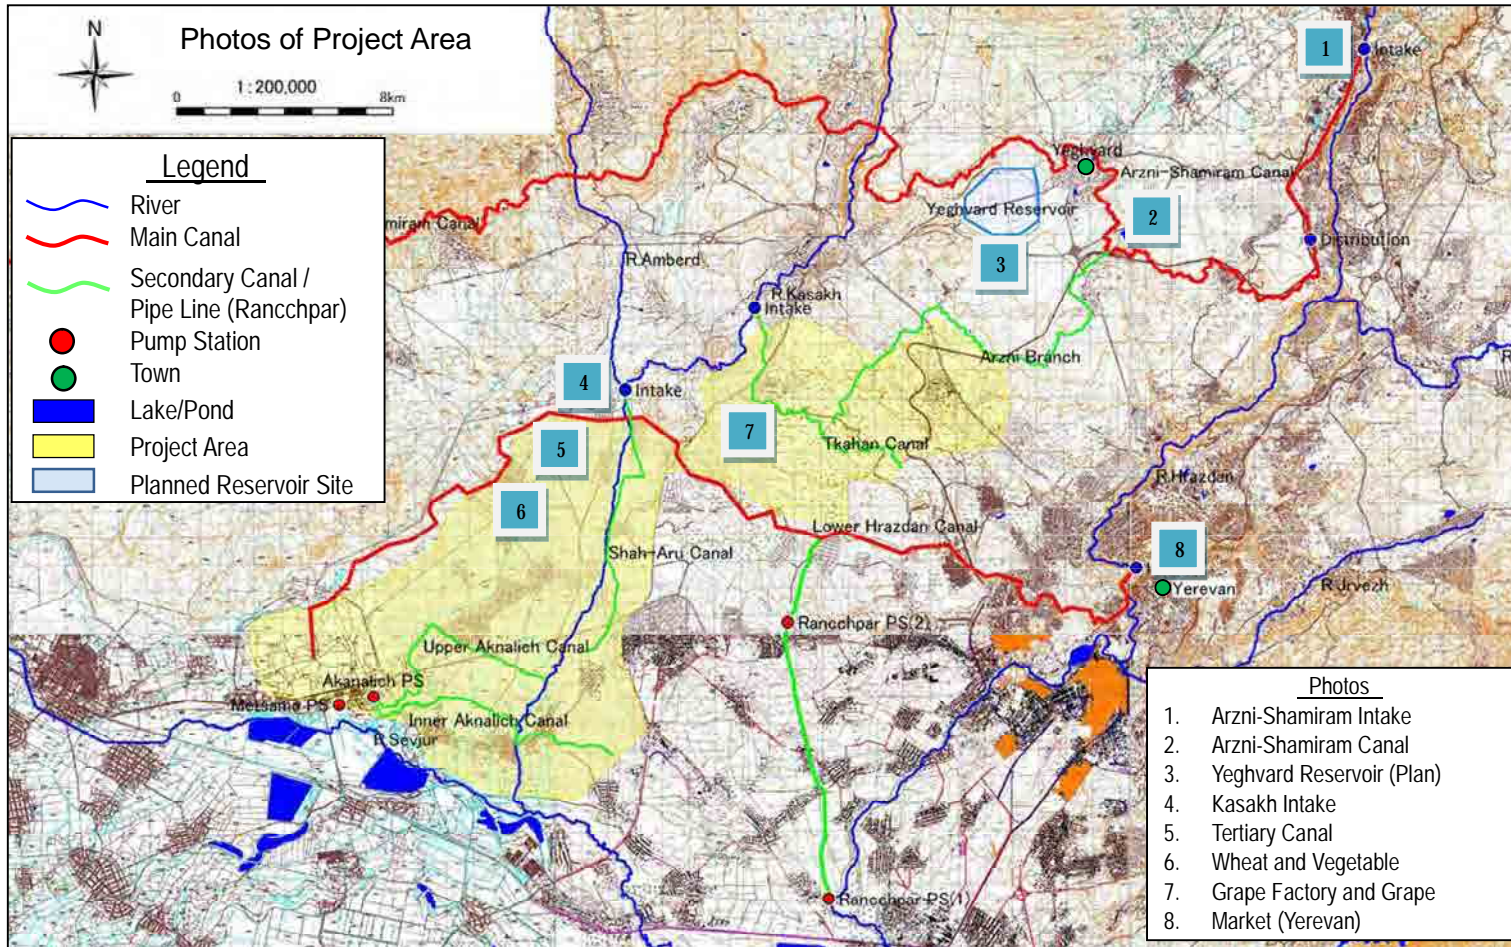 N
Photos of Project Area
1:200,000
0
8km
Legend
River
Main Canal
Secondary Canal /
Pipe Line (Rancchpar)
Pump Station
Town
Lake/Pond
Project Area
Planned Reservoir Site
1
Intake
Yeghvard
Arzni-Shamiram Canal
Yeghvard Reservoir
2
Distribution
miram Canal
3
R.Amberd
R.Kasakh
Intake
Arzni Branch
4
Intake
5
7
Tkahan Canal
6
R.Hrazdan
Lower Hrazdan Canal
Shah-Aru Canal
8
Yerevan
R.Jrvezh
Rancchpar PS(2)
Upper Aknalich Canal
Akanalich PS
Metsamo PS
Inner Aknalich Canal
R.Sevjur
Rancchpar PS(1)
Photos
1. Arzni-Shamiram Intake
2. Arzni-Shamiram Canal
3. Yeghvard Reservoir (Plan)
4. Kasakh Intake
5. Tertiary Canal
6. Wheat and Vegetable
7. Grape Factory and Grape
8. Market (Yerevan)